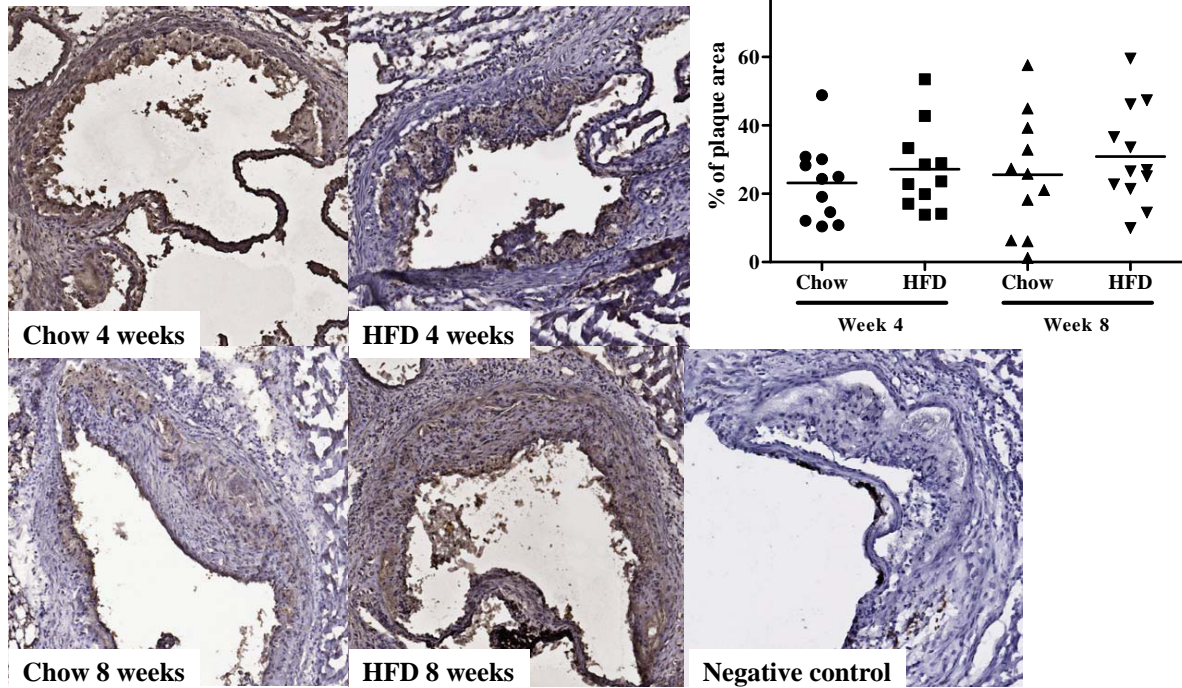 60
40
20
0
% of plaque area
Chow HFD Chow HFD
Week 4 Week 8
Chow 4 weeks
HFD 4 weeks
Chow 8 weeks
HFD 8 weeks
Negative control